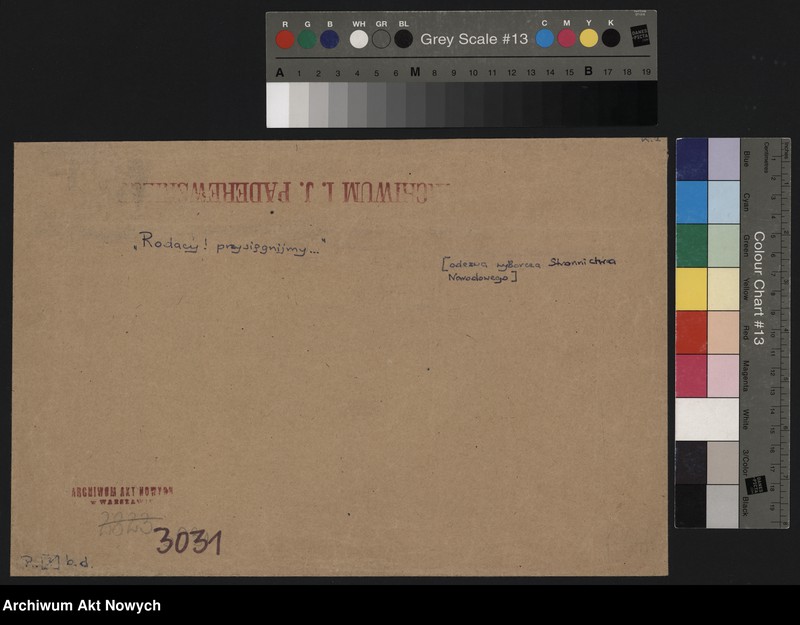 R G B WH GR BL Grey Scale #13 C M Y K
A 1 2 3 4 5 6 M 8 9 10 11 12 13 14 15 B 17 18 19
ARCHIWUM I. J. PADEREWSKIEGO
„Rodacy! przysięgnijmy..."
[odezwa wyborcza Stronnictwa
Narodowego]
ARCHIWUM AKT NOWYCH
W WARSZAWIE
3031
b.d.
Colour Chart #13
Blue
Cyan
Green
Yellow
Red
Magenta
White
3/Color
Black
Centimetres
Inches
Archiwum Akt Nowych